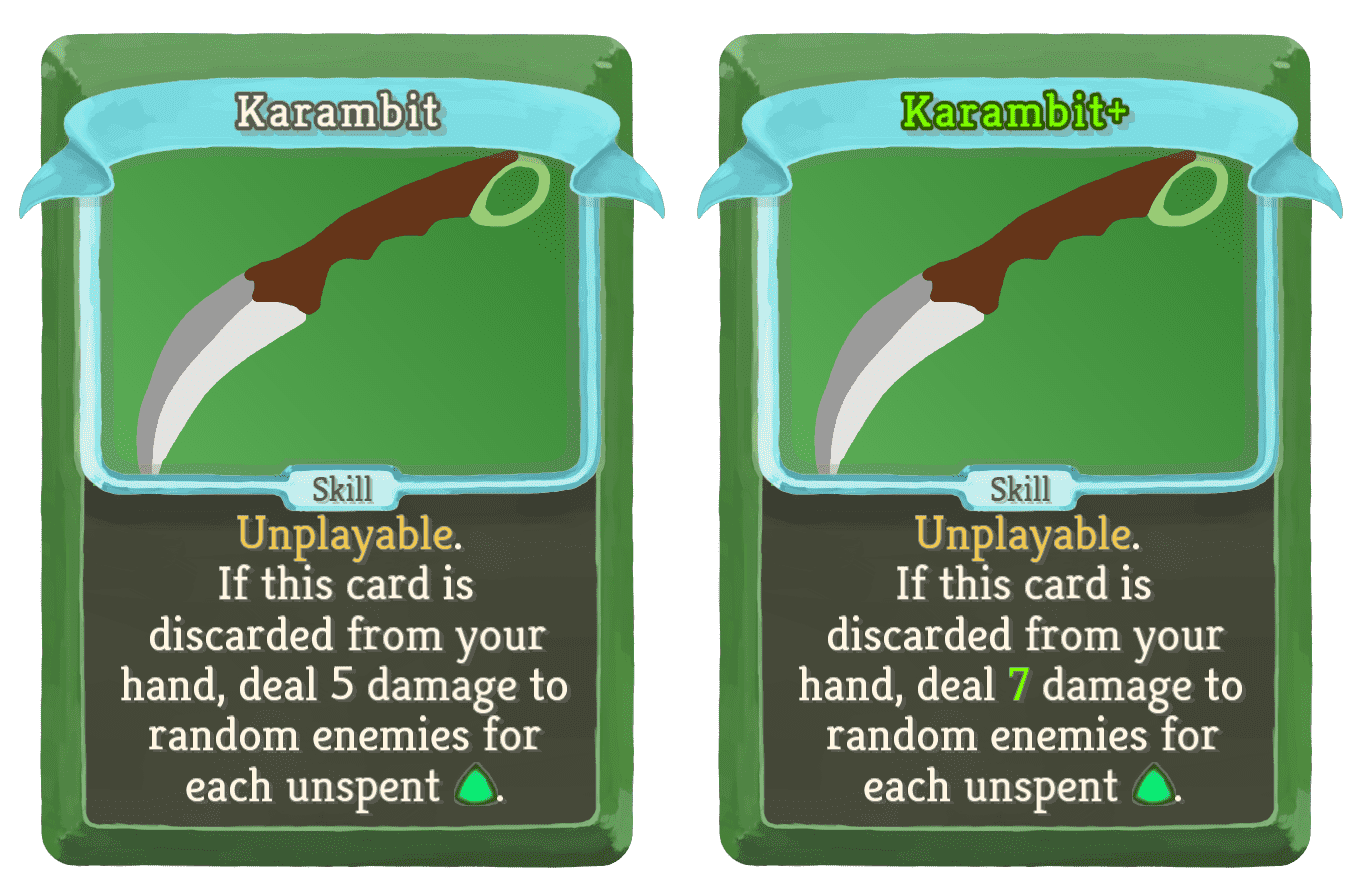 Karambit
Skill
Unplayable.
If this card is
discarded from your
hand, deal 5 damage to
random enemies for
each unspent .
Karambit+
Skill
Unplayable.
If this card is
discarded from your
hand, deal 7 damage to
random enemies for
each unspent .